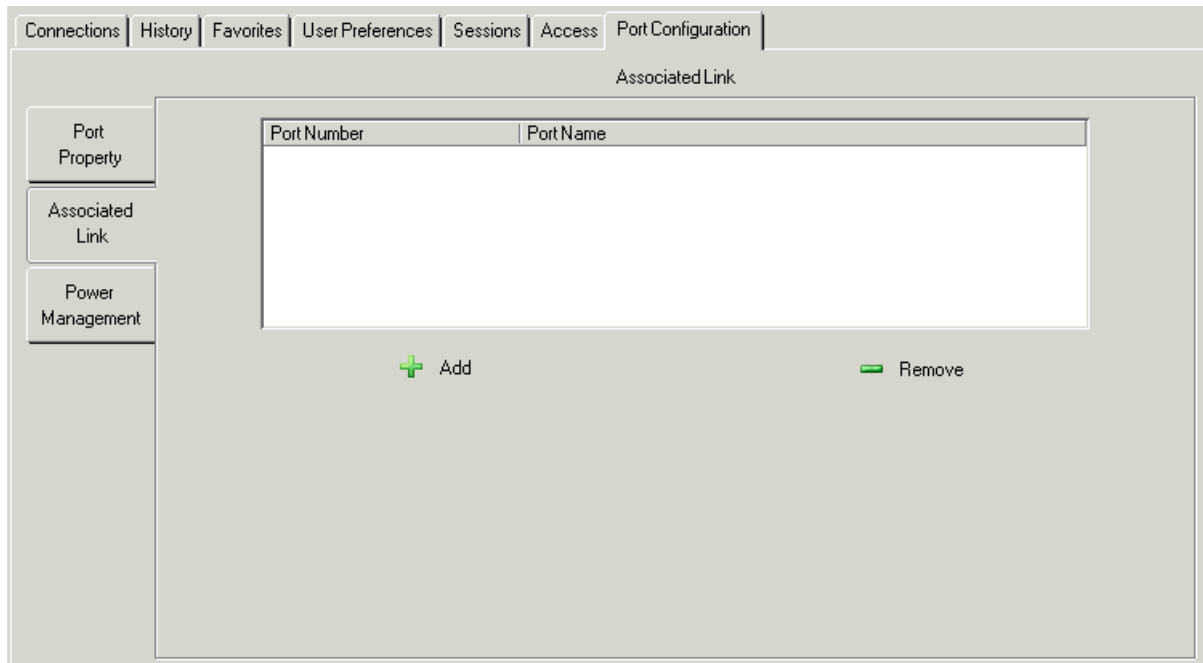 Connections History Favorites User Preferences Sessions Access Port Configuration
Associated Link
Port
Property
Associated
Link
Power
Management
Port Number Port Name
Add Remove